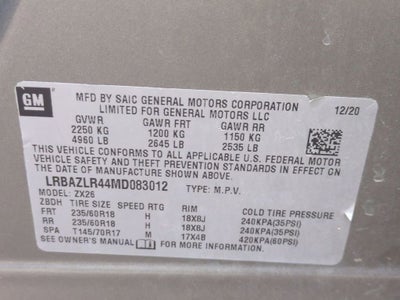 GM
MFD BY SAIC GENERAL MOTORS CORPORATION
LIMITED FOR GENERAL MOTORS LLC
12/20
GVWR GAWR FRT GAWR RR
2250 KG 1200 KG 1150 KG
4960 LB 2645 LB 2535 LB
THIS VEHICLE CONFORMS TO ALL APPLICABLE U.S. FEDERAL MOTOR
VEHICLE SAFETY, AND THEFT PREVENTION STANDARDS IN EFFECT ON
THE DATE OF MANUFACTURE SHOWN ABOVE.
LRBAZLR44MD083012 TYPE: M.P.V.
MODEL: ZX26
ZBDH TIRE SIZE SPEED RTG RIM COLD TIRE PRESSURE
FRT 235/60R18 H 18X8J 240KPA(35PSI)
RR 235/60R18 H 18X8J 240KPA(35PSI)
SPA T145/70R17 M 17X4B 420KPA(60PSI)
SEE OWNER'S MANUAL FOR MORE INFORMATION.